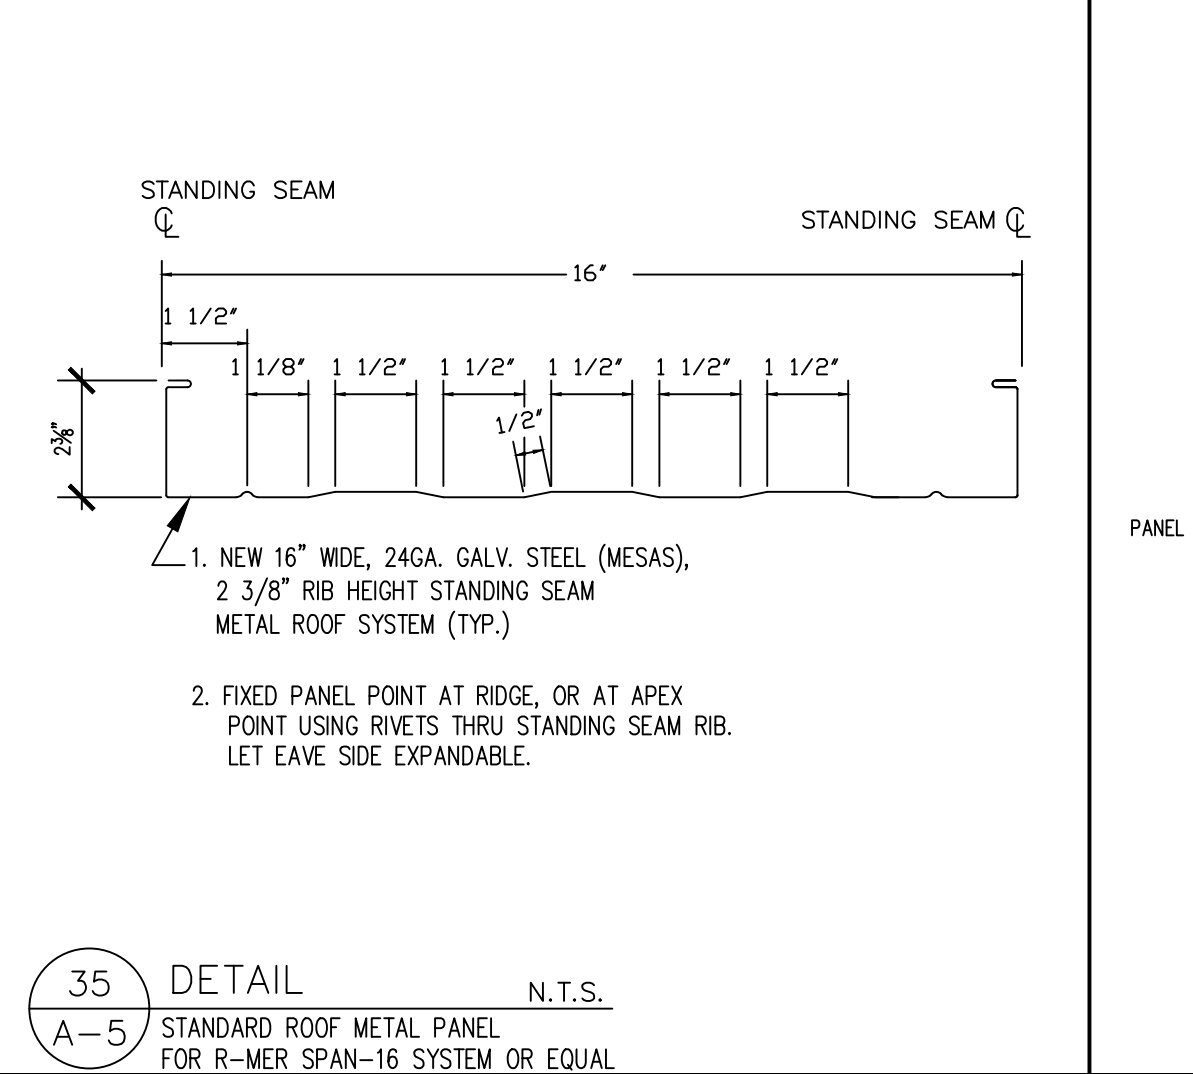 STANDING SEAM
℄
STANDING SEAM ℄
16"
1 1/2"
1 1/8" 1 1/2" 1 1/2" 1 1/2" 1 1/2" 1 1/2"
1/2"
2⅜"
1. NEW 16" WIDE, 24GA. GALV. STEEL (MESAS),
2 3/8" RIB HEIGHT STANDING SEAM
METAL ROOF SYSTEM (TYP.)
2. FIXED PANEL POINT AT RIDGE, OR AT APEX
POINT USING RIVETS THRU STANDING SEAM RIB.
LET EAVE SIDE EXPANDABLE.
PANEL
35
A-5
DETAIL N.T.S.
STANDARD ROOF METAL PANEL
FOR R-MER SPAN-16 SYSTEM OR EQUAL